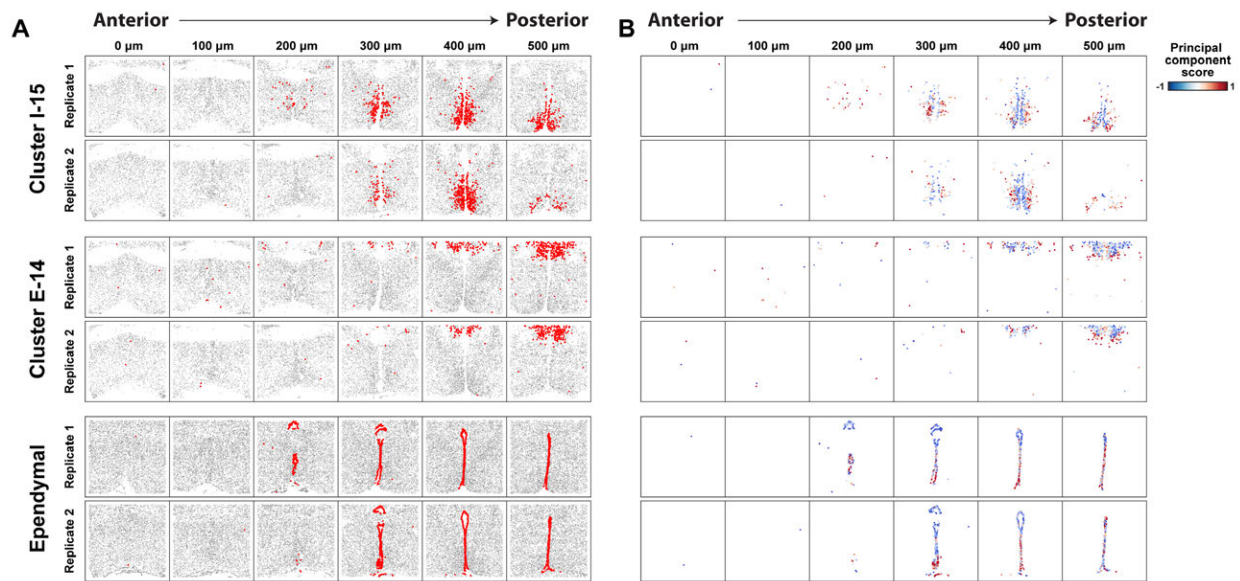 A
Anterior
Posterior
0 µm 100 µm 200 µm 300 µm 400 µm 500 µm
Cluster I-15
Replicate 1
Replicate 2
Cluster E-14
Replicate 1
Replicate 2
Ependymal
Replicate 1
Replicate 2
B
Anterior
Posterior
0 µm 100 µm 200 µm 300 µm 400 µm 500 µm
Principal
component
score
-1 1